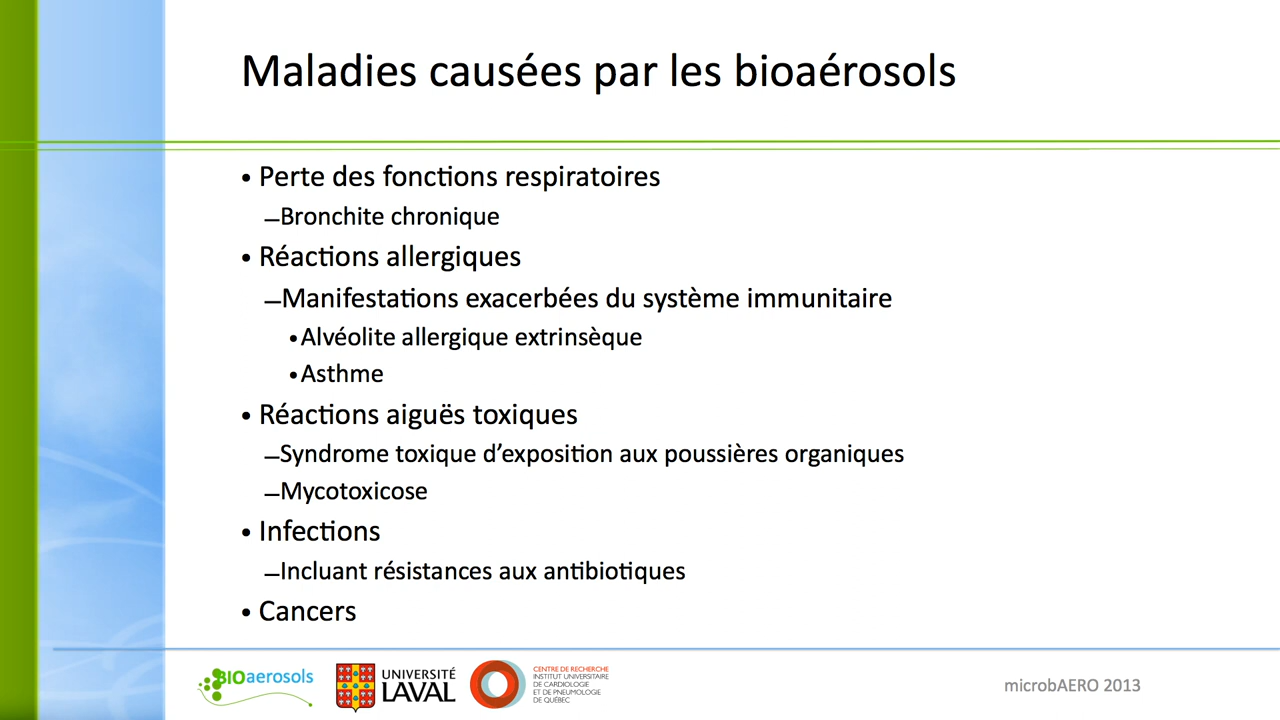 Maladies causées par les bioaérosols
• Perte des fonctions respiratoires
–Bronchite chronique
• Réactions allergiques
–Manifestations exacerbées du système immunitaire
•Alvéolite allergique extrinsèque
•Asthme
• Réactions aiguës toxiques
–Syndrome toxique d’exposition aux poussières organiques
–Mycotoxicose
• Infections
–Incluant résistances aux antibiotiques
• Cancers
BIOaerosols
UNIVERSITÉ
LAVAL
CENTRE DE RECHERCHE
INSTITUT UNIVERSITAIRE
DE CARDIOLOGIE
ET DE PNEUMOLOGIE
DE QUÉBEC
microbAERO 2013